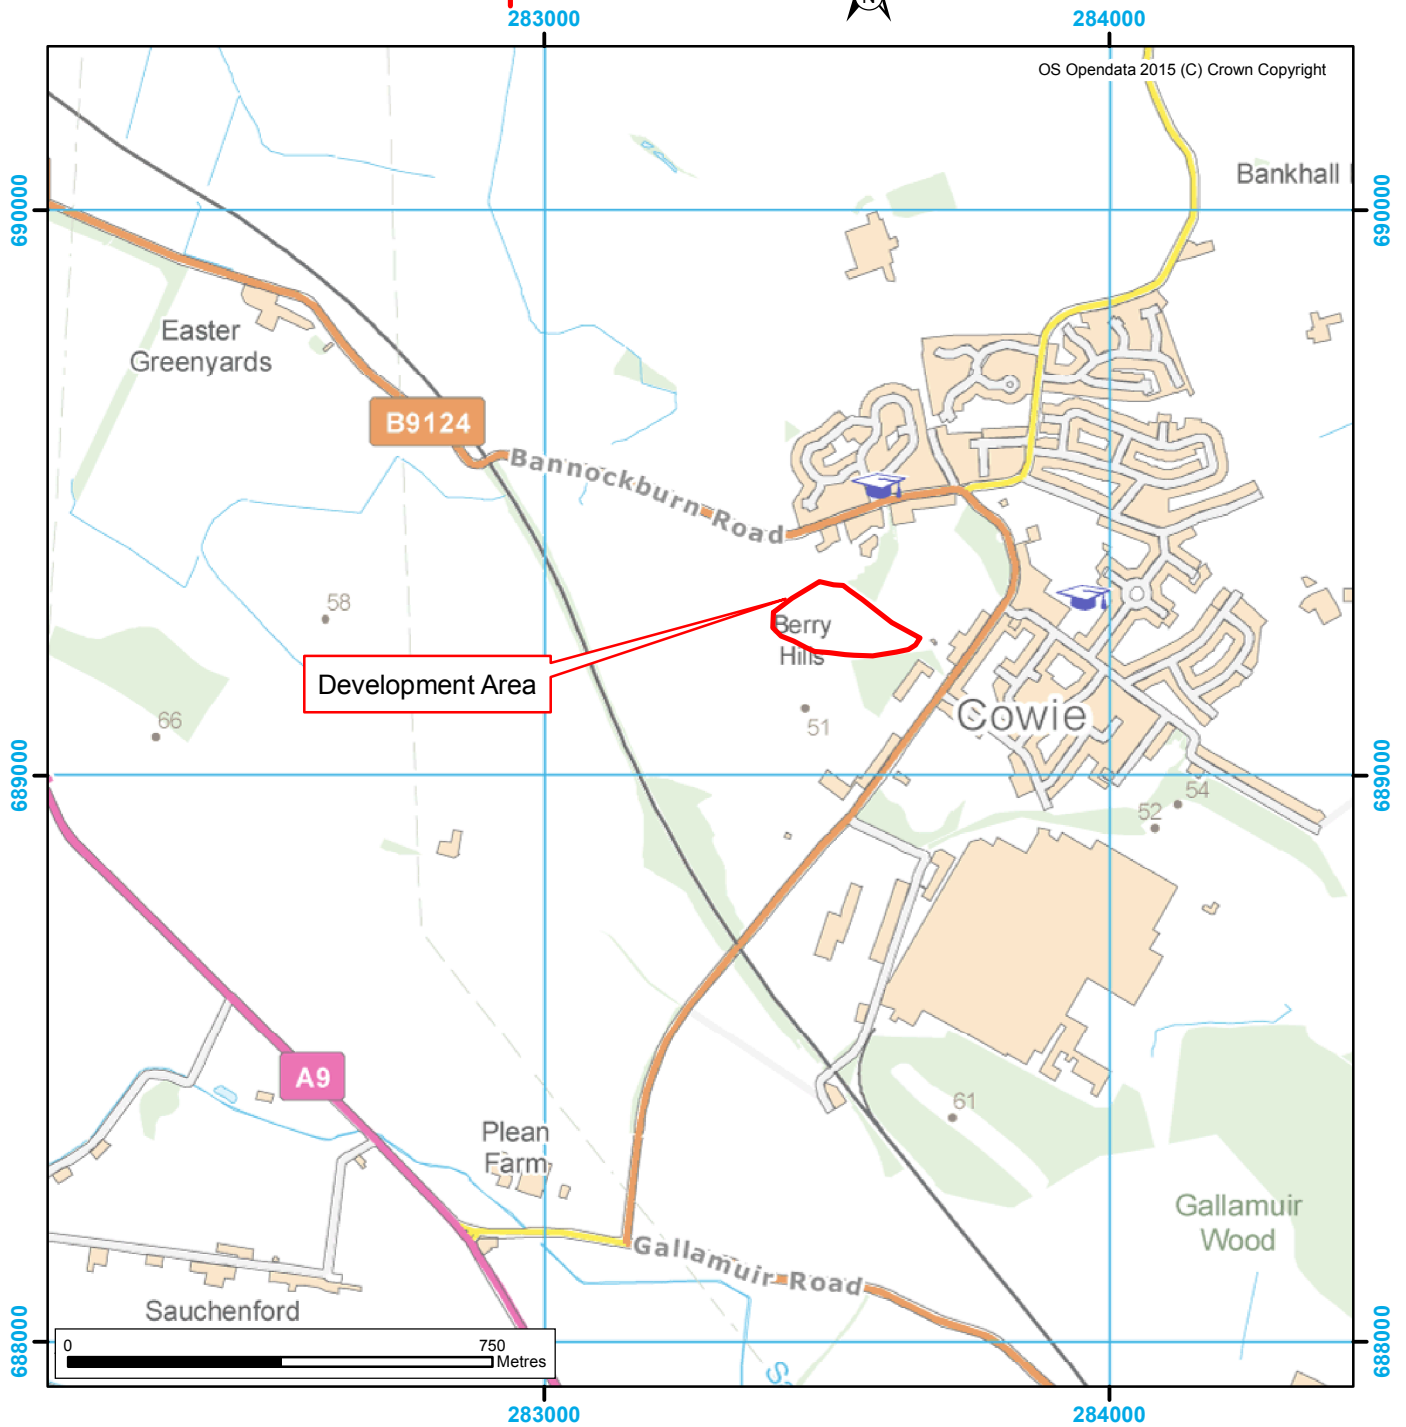 N
283000
284000
OS Opendata 2015 (C) Crown Copyright
Bankhall
690000
690000
Easter
Greenyards
B9124
Bannockburn Road
58
Berry
Hills
Development Area
66
51
Cowie
689000
689000
54
52
A9
61
Plean
Farm
Gallamuir
Wood
Gallamuir Road
Sauchenford
688000
688000
0
750
Metres
283000
284000